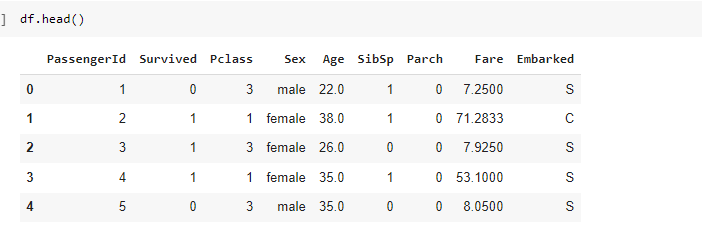 ] df.head()
PassengerId Survived Pclass Sex Age SibSp Parch Fare Embarked
0 1 0 3 male 22.0 1 0 7.2500 S
1 2 1 1 female 38.0 1 0 71.2833 C
2 3 1 3 female 26.0 0 0 7.9250 S
3 4 1 1 female 35.0 1 0 53.1000 S
4 5 0 3 male 35.0 0 0 8.0500 S